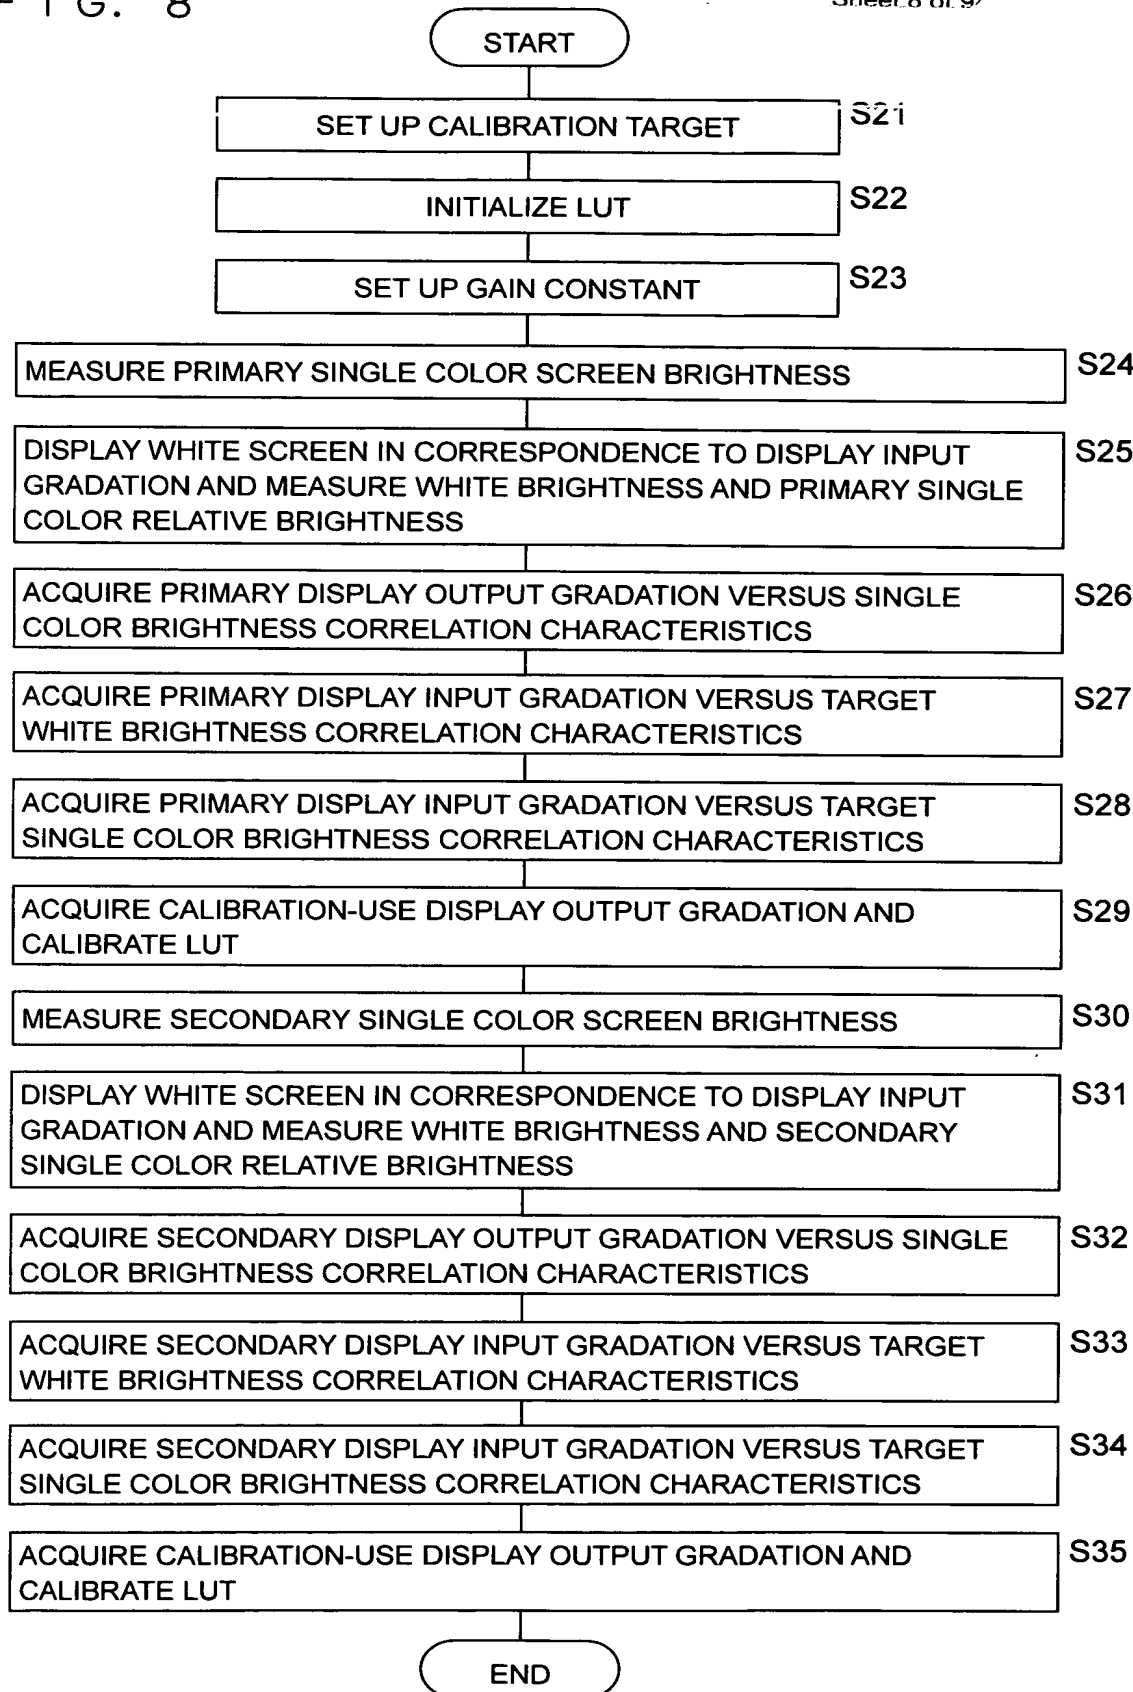 FIG. 8
Sheet 8 of 9
START
SET UP CALIBRATION TARGET
S21
INITIALIZE LUT
S22
SET UP GAIN CONSTANT
S23
MEASURE PRIMARY SINGLE COLOR SCREEN BRIGHTNESS
S24
DISPLAY WHITE SCREEN IN CORRESPONDENCE TO DISPLAY INPUT
GRADATION AND MEASURE WHITE BRIGHTNESS AND PRIMARY SINGLE
COLOR RELATIVE BRIGHTNESS
S25
ACQUIRE PRIMARY DISPLAY OUTPUT GRADATION VERSUS SINGLE
COLOR BRIGHTNESS CORRELATION CHARACTERISTICS
S26
ACQUIRE PRIMARY DISPLAY INPUT GRADATION VERSUS TARGET
WHITE BRIGHTNESS CORRELATION CHARACTERISTICS
S27
ACQUIRE PRIMARY DISPLAY INPUT GRADATION VERSUS TARGET
SINGLE COLOR BRIGHTNESS CORRELATION CHARACTERISTICS
S28
ACQUIRE CALIBRATION-USE DISPLAY OUTPUT GRADATION AND
CALIBRATE LUT
S29
MEASURE SECONDARY SINGLE COLOR SCREEN BRIGHTNESS
S30
DISPLAY WHITE SCREEN IN CORRESPONDENCE TO DISPLAY INPUT
GRADATION AND MEASURE WHITE BRIGHTNESS AND SECONDARY
SINGLE COLOR RELATIVE BRIGHTNESS
S31
ACQUIRE SECONDARY DISPLAY OUTPUT GRADATION VERSUS SINGLE
COLOR BRIGHTNESS CORRELATION CHARACTERISTICS
S32
ACQUIRE SECONDARY DISPLAY INPUT GRADATION VERSUS TARGET
WHITE BRIGHTNESS CORRELATION CHARACTERISTICS
S33
ACQUIRE SECONDARY DISPLAY INPUT GRADATION VERSUS TARGET
SINGLE COLOR BRIGHTNESS CORRELATION CHARACTERISTICS
S34
ACQUIRE CALIBRATION-USE DISPLAY OUTPUT GRADATION AND
CALIBRATE LUT
S35
END